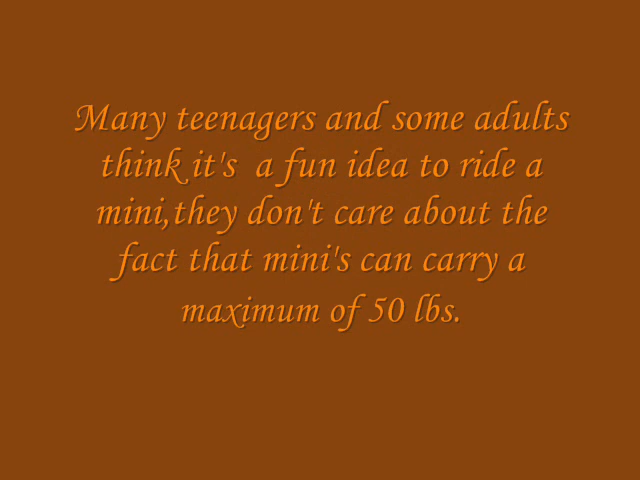 Many teenagers and some adults
think it's  a fun idea to ride a
mini,they don't care about the
fact that mini's can carry a
maximum of 50 lbs.